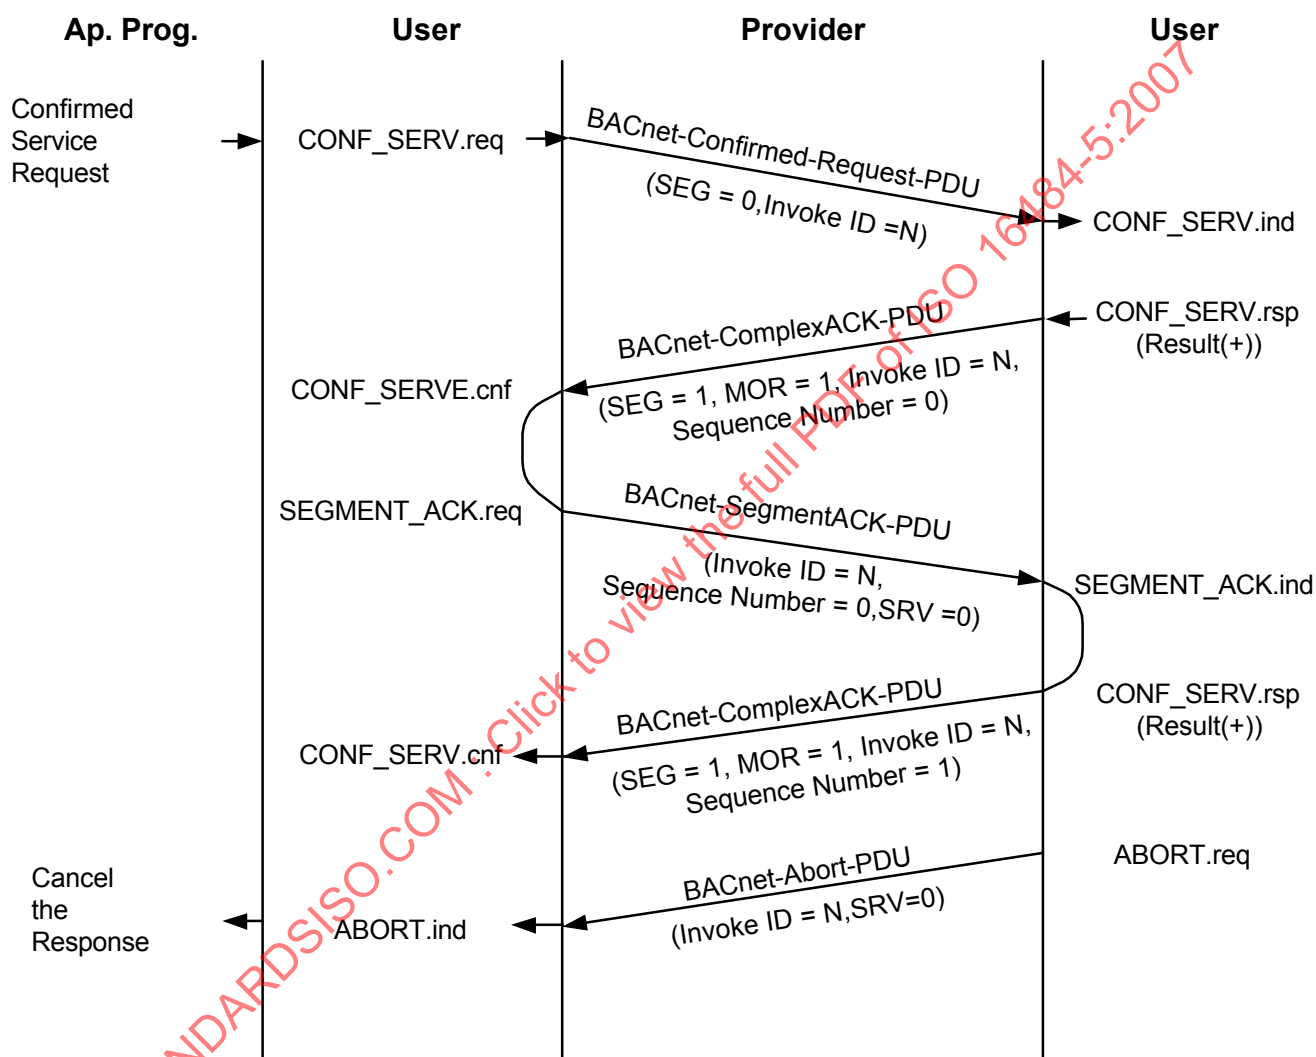 Ap. Prog.
User
Provider
User
Confirmed
Service
Request
CONF_SERV.req
BACnet-Confirmed-Request-PDU
(SEG = 0,Invoke ID =N)
CONF_SERV.ind
BACnet-ComplexACK-PDU
CONF_SERV.rsp
(Result(+))
CONF_SERVE.cnf
(SEG = 1, MOR = 1, Invoke ID = N,
Sequence Number = 0)
SEGMENT_ACK.req
BACnet-SegmentACK-PDU
(Invoke ID = N,
Sequence Number = 0,SRV =0)
SEGMENT_ACK.ind
BACnet-ComplexACK-PDU
CONF_SERV.rsp
(Result(+))
CONF_SERV.cnf
(SEG = 1, MOR = 1, Invoke ID = N,
Sequence Number = 1)
BACnet-Abort-PDU
ABORT.req
Cancel
the
Response
ABORT.ind
(Invoke ID = N,SRV=0)
NDARDSISO.COM : Click to view the full PDF of ISO 16484-5:2007